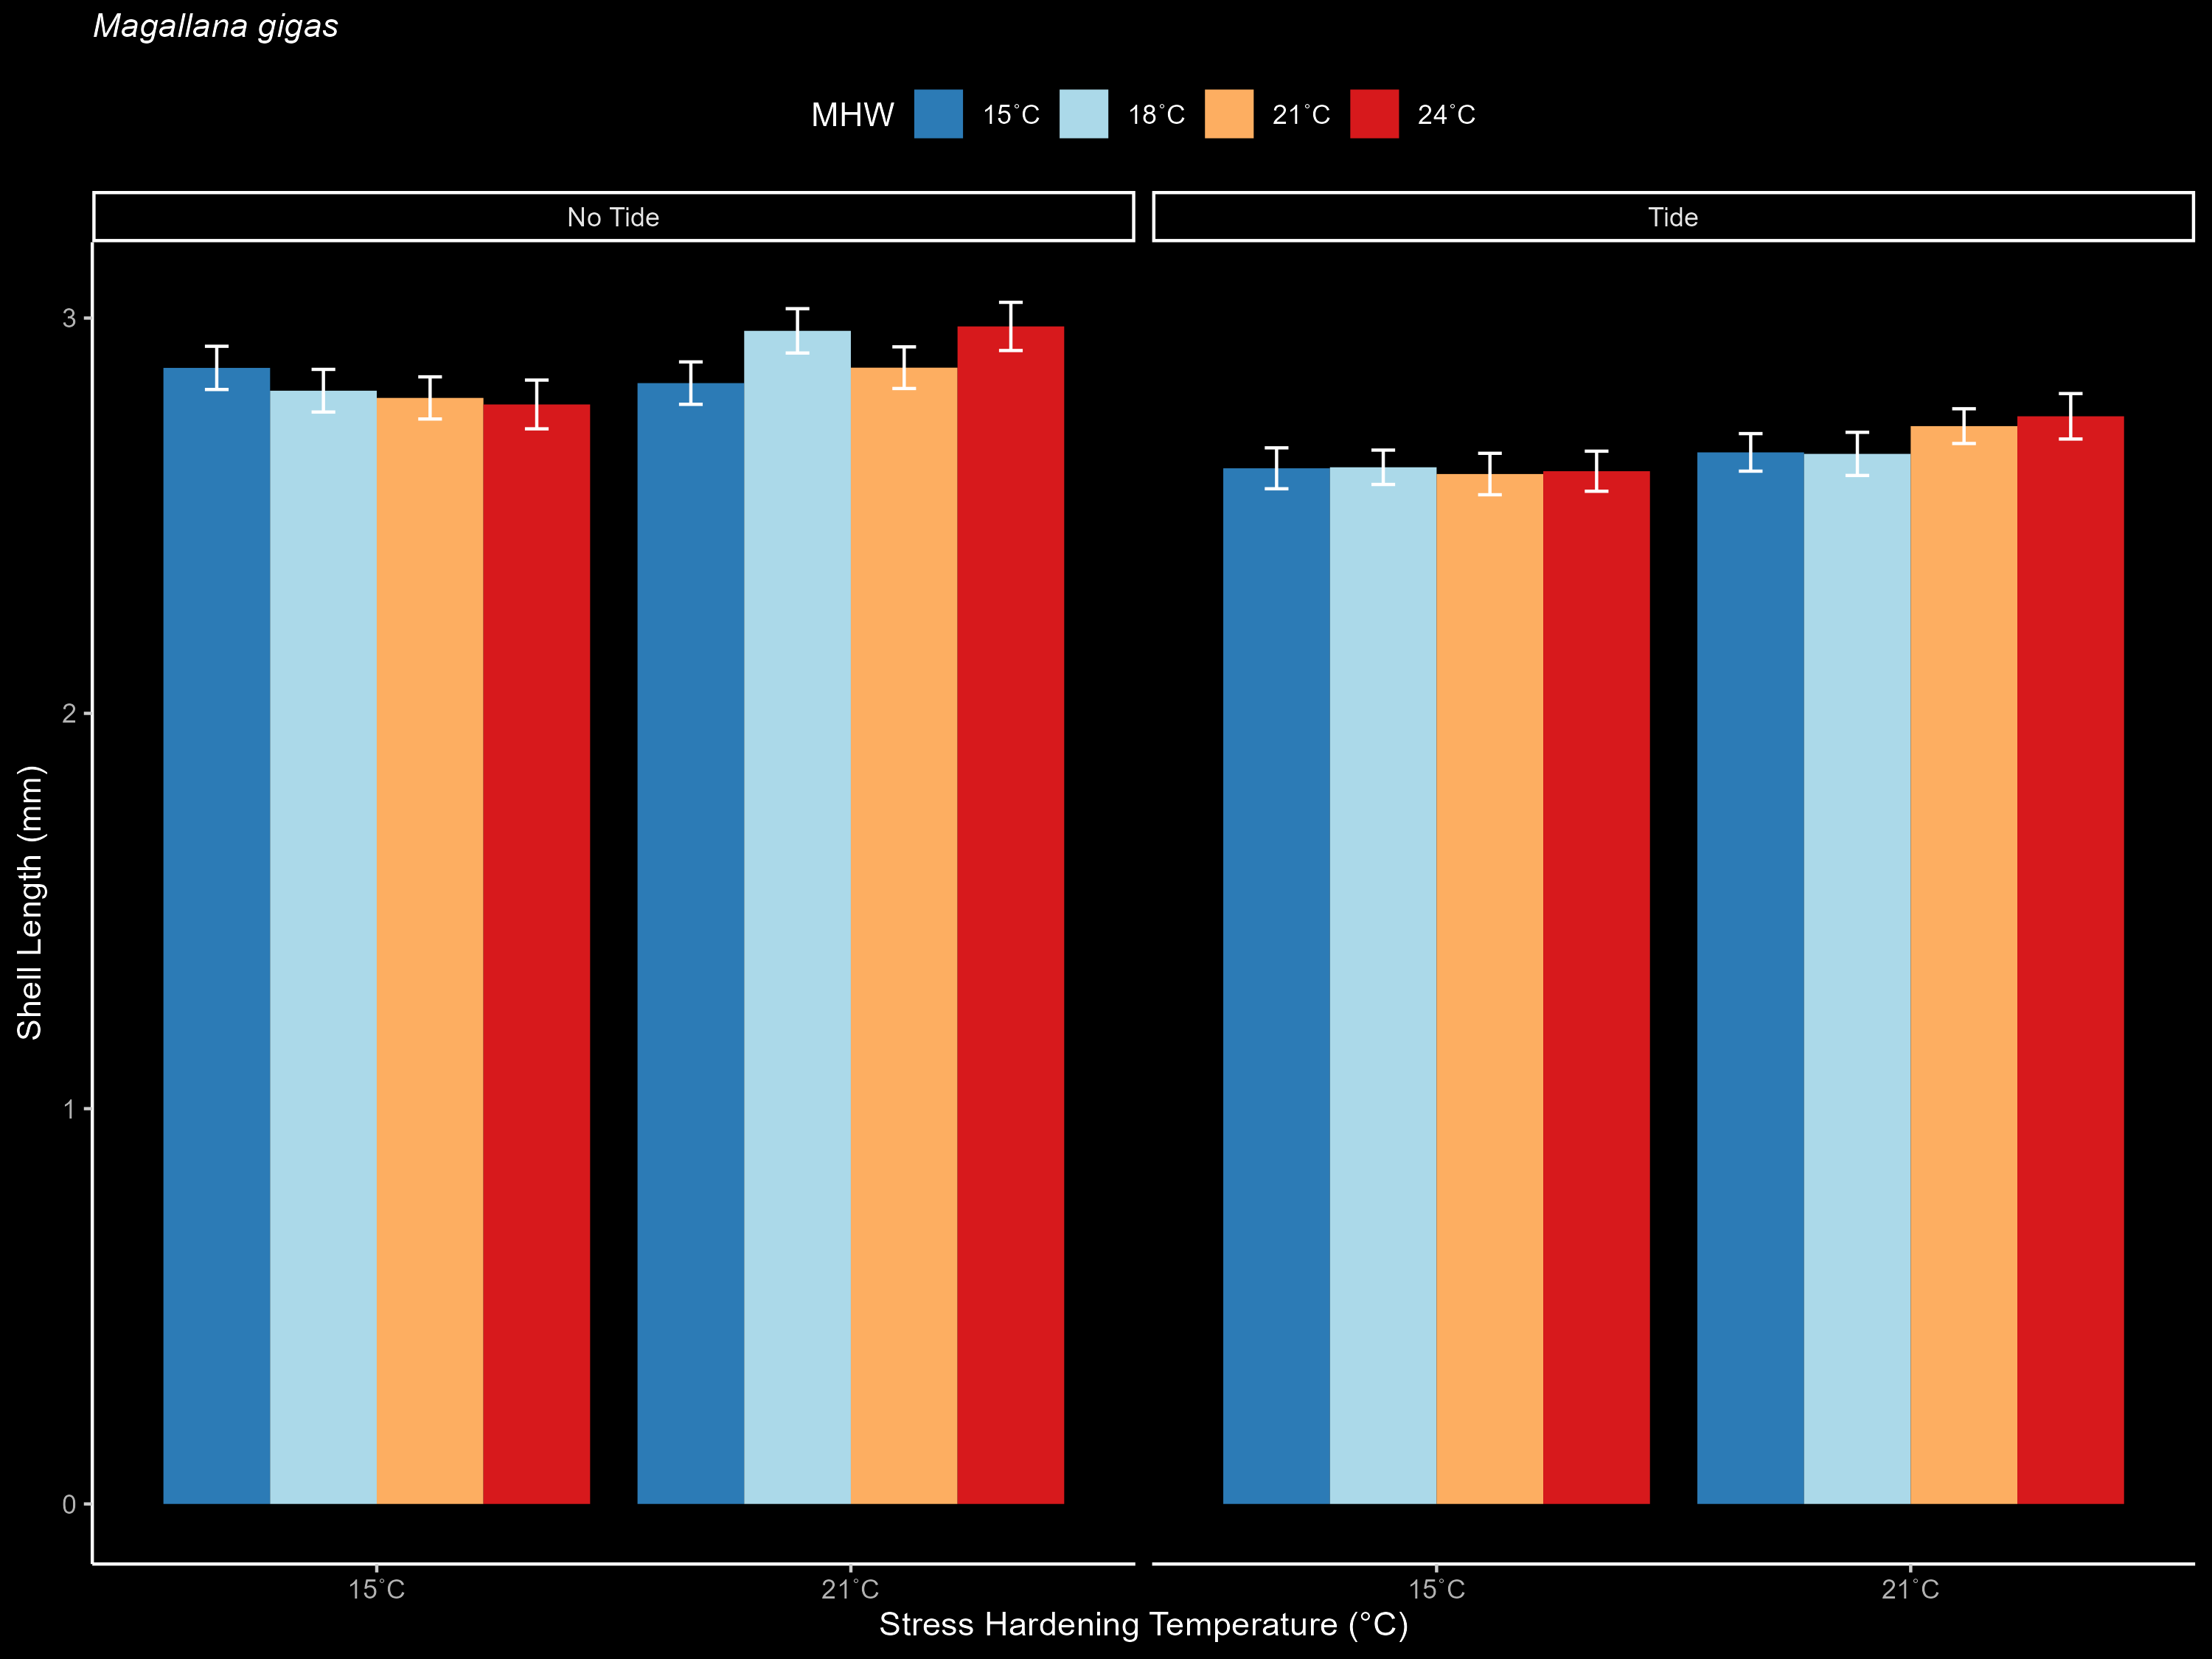 Magallana gigas
MHW 15°C 18°C 21°C 24°C
No Tide
Tide
3
2
1
0
Shell Length (mm)
15°C 21°C 15°C 21°C
Stress Hardening Temperature (°C)